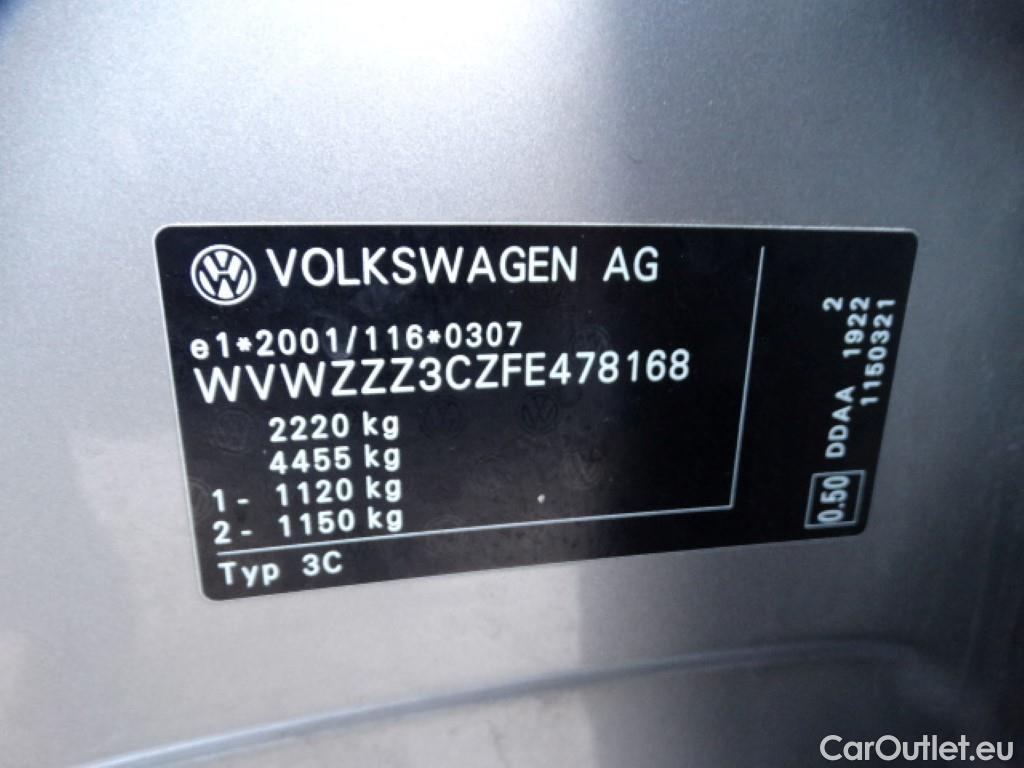 VOLKSWAGEN AG
e1*2001/116*0307
WVWZZZ3CZFE478168
2220 kg
4455 kg
1- 1120 kg
2- 1150 kg
Typ 3C
0.50 DDAA 1922 2
1150321
CarOutlet.eu